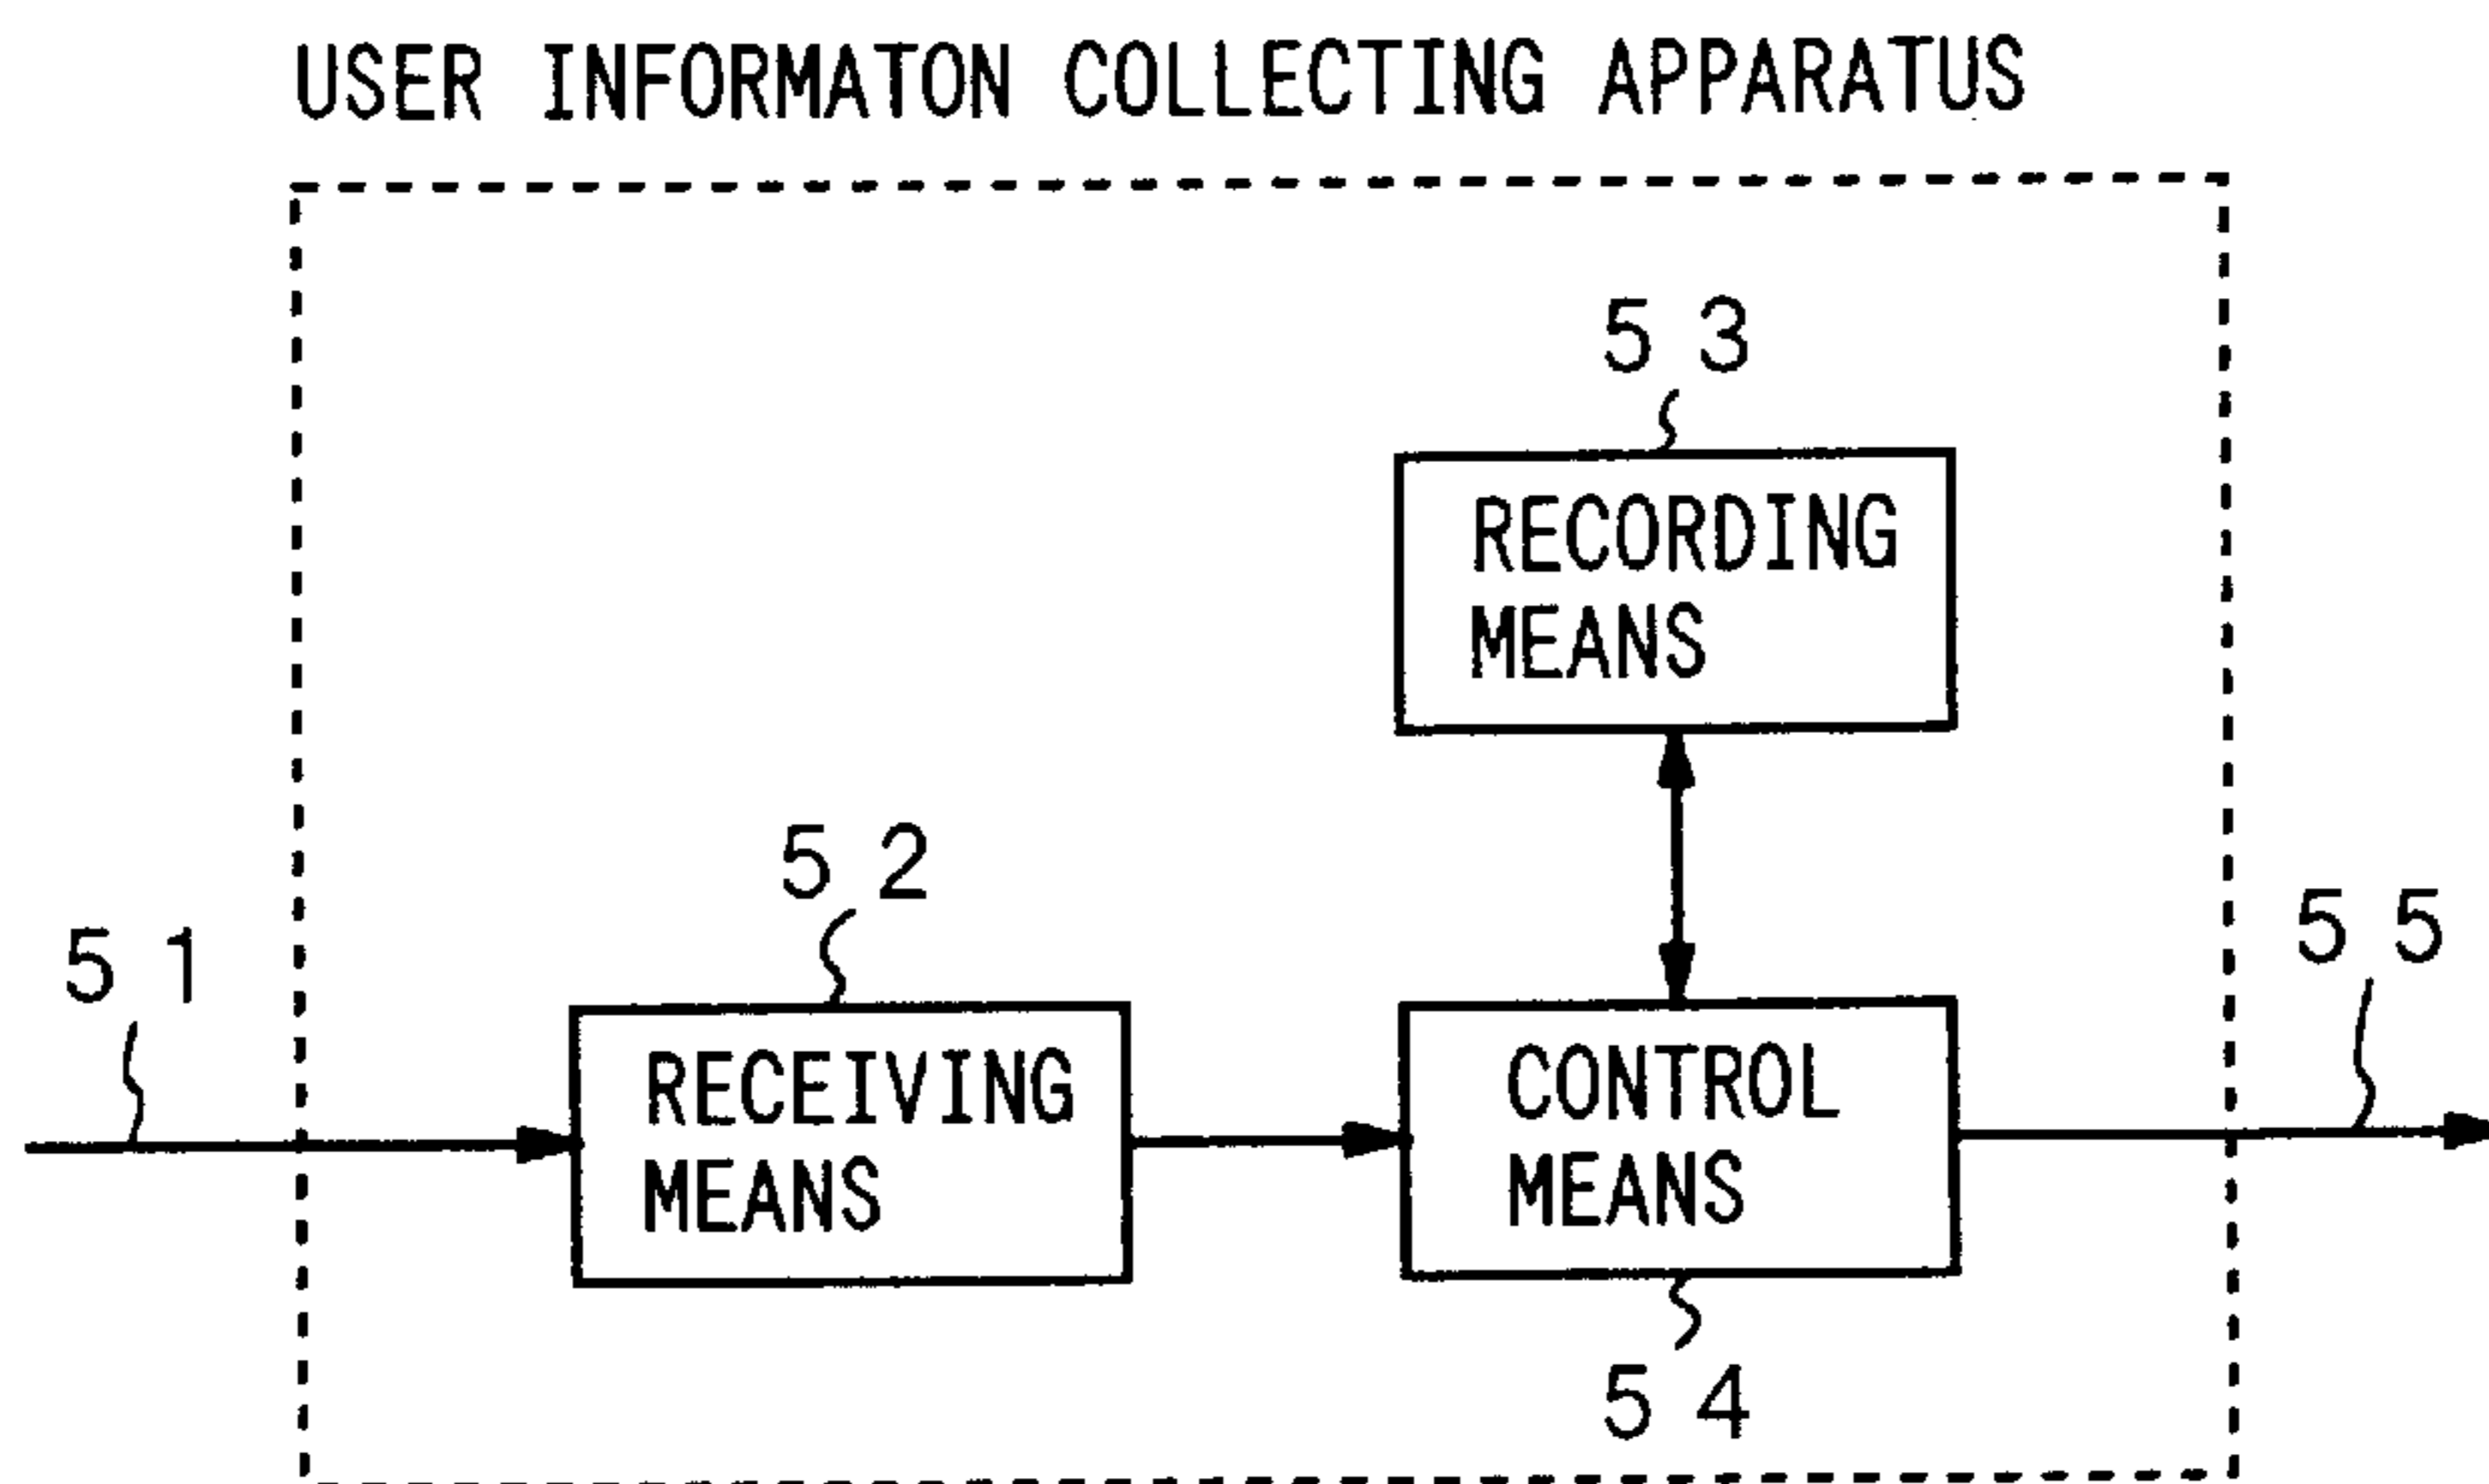 USER INFORMATON COLLECTING APPARATUS
5 3
RECORDING
MEANS
5 2
5 1
5 5
RECEIVING
MEANS
CONTROL
MEANS
5 4